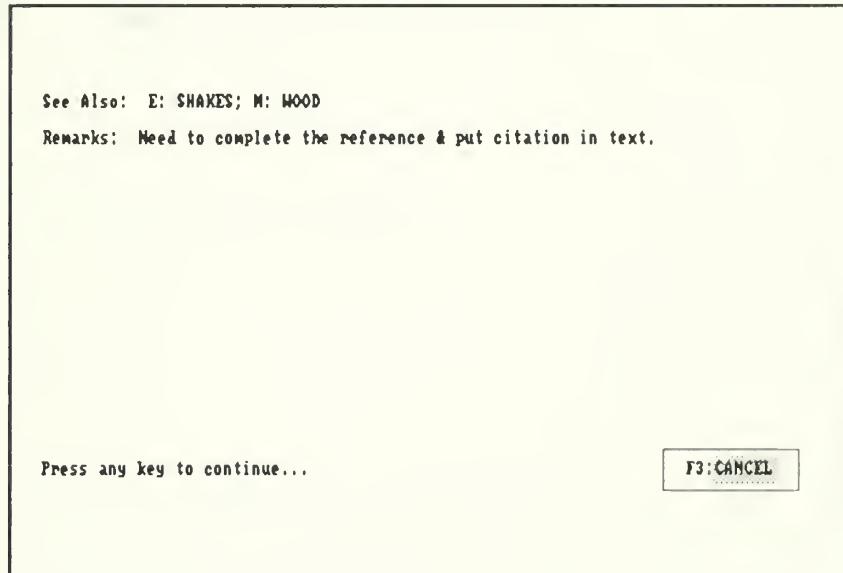 See Also: E: SHAKES; M: WOOD
Remarks: Need to complete the reference & put citation in text.
Press any key to continue...
F3:CANCEL